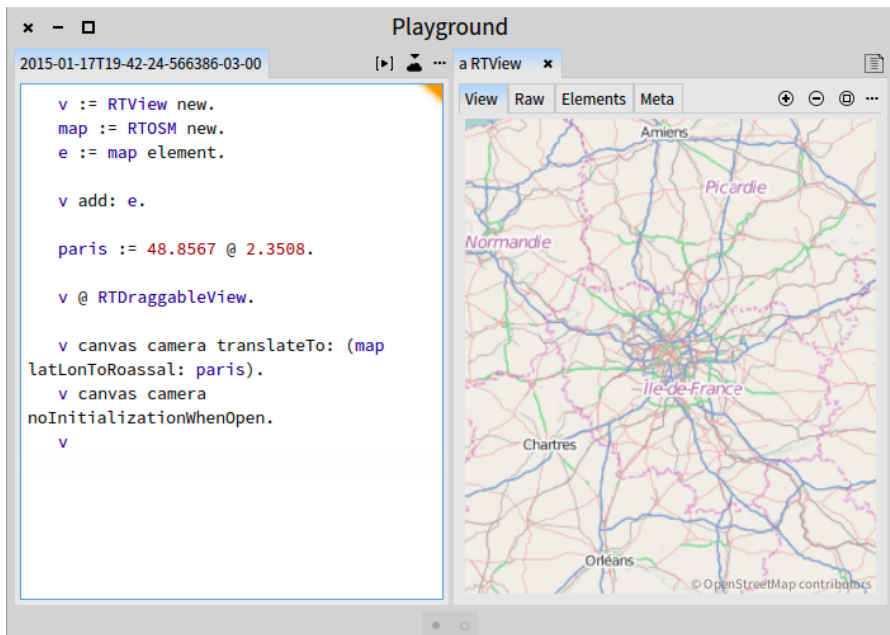 Playground
2015-01-17T19-42-24-566386-03-00
a RTView
v := RTView new.
map := RTOSM new.
e := map element.
v add: e.
paris := 48.8567 @ 2.3508.
v @ RTDraggableView.
v canvas camera translateTo: (map
latLonToRoassal: paris).
v canvas camera
noInitializationWhenOpen.
v
View Raw Elements Meta
Amiens
Picardie
Normandie
Île-de-France
Chartres
Orléans
© OpenStreetMap contributors